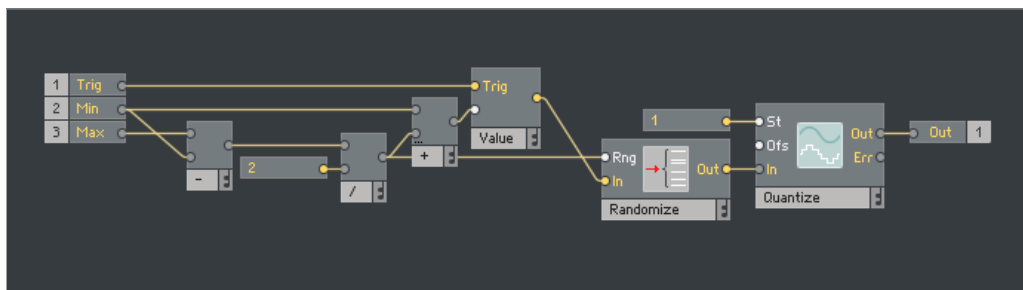 1 Trig
2 Min
3 Max
-
2
/
...
+
Trig
Value
Rng
In
Out
Randomize
1
St
Ofs
In
Out
Err
Quantize
Out 1